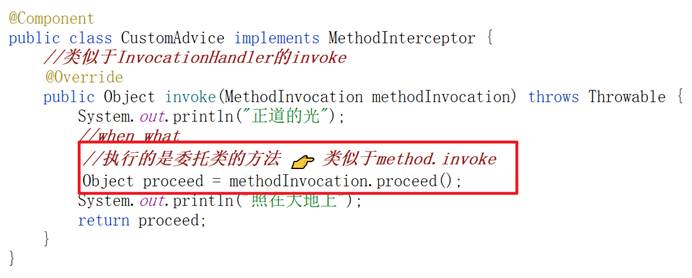 @Component
public class CustomAdvice implements MethodInterceptor {
//类似于InvocationHandler的invoke
@Override
public Object invoke(MethodInvocation methodInvocation) throws Throwable {
System.out.println("正道的光");
//when what
//执行的是委托类的方法 👉 类似于method.invoke
Object proceed = methodInvocation.proceed();
System.out.println("照在大地上");
return proceed;
}
}